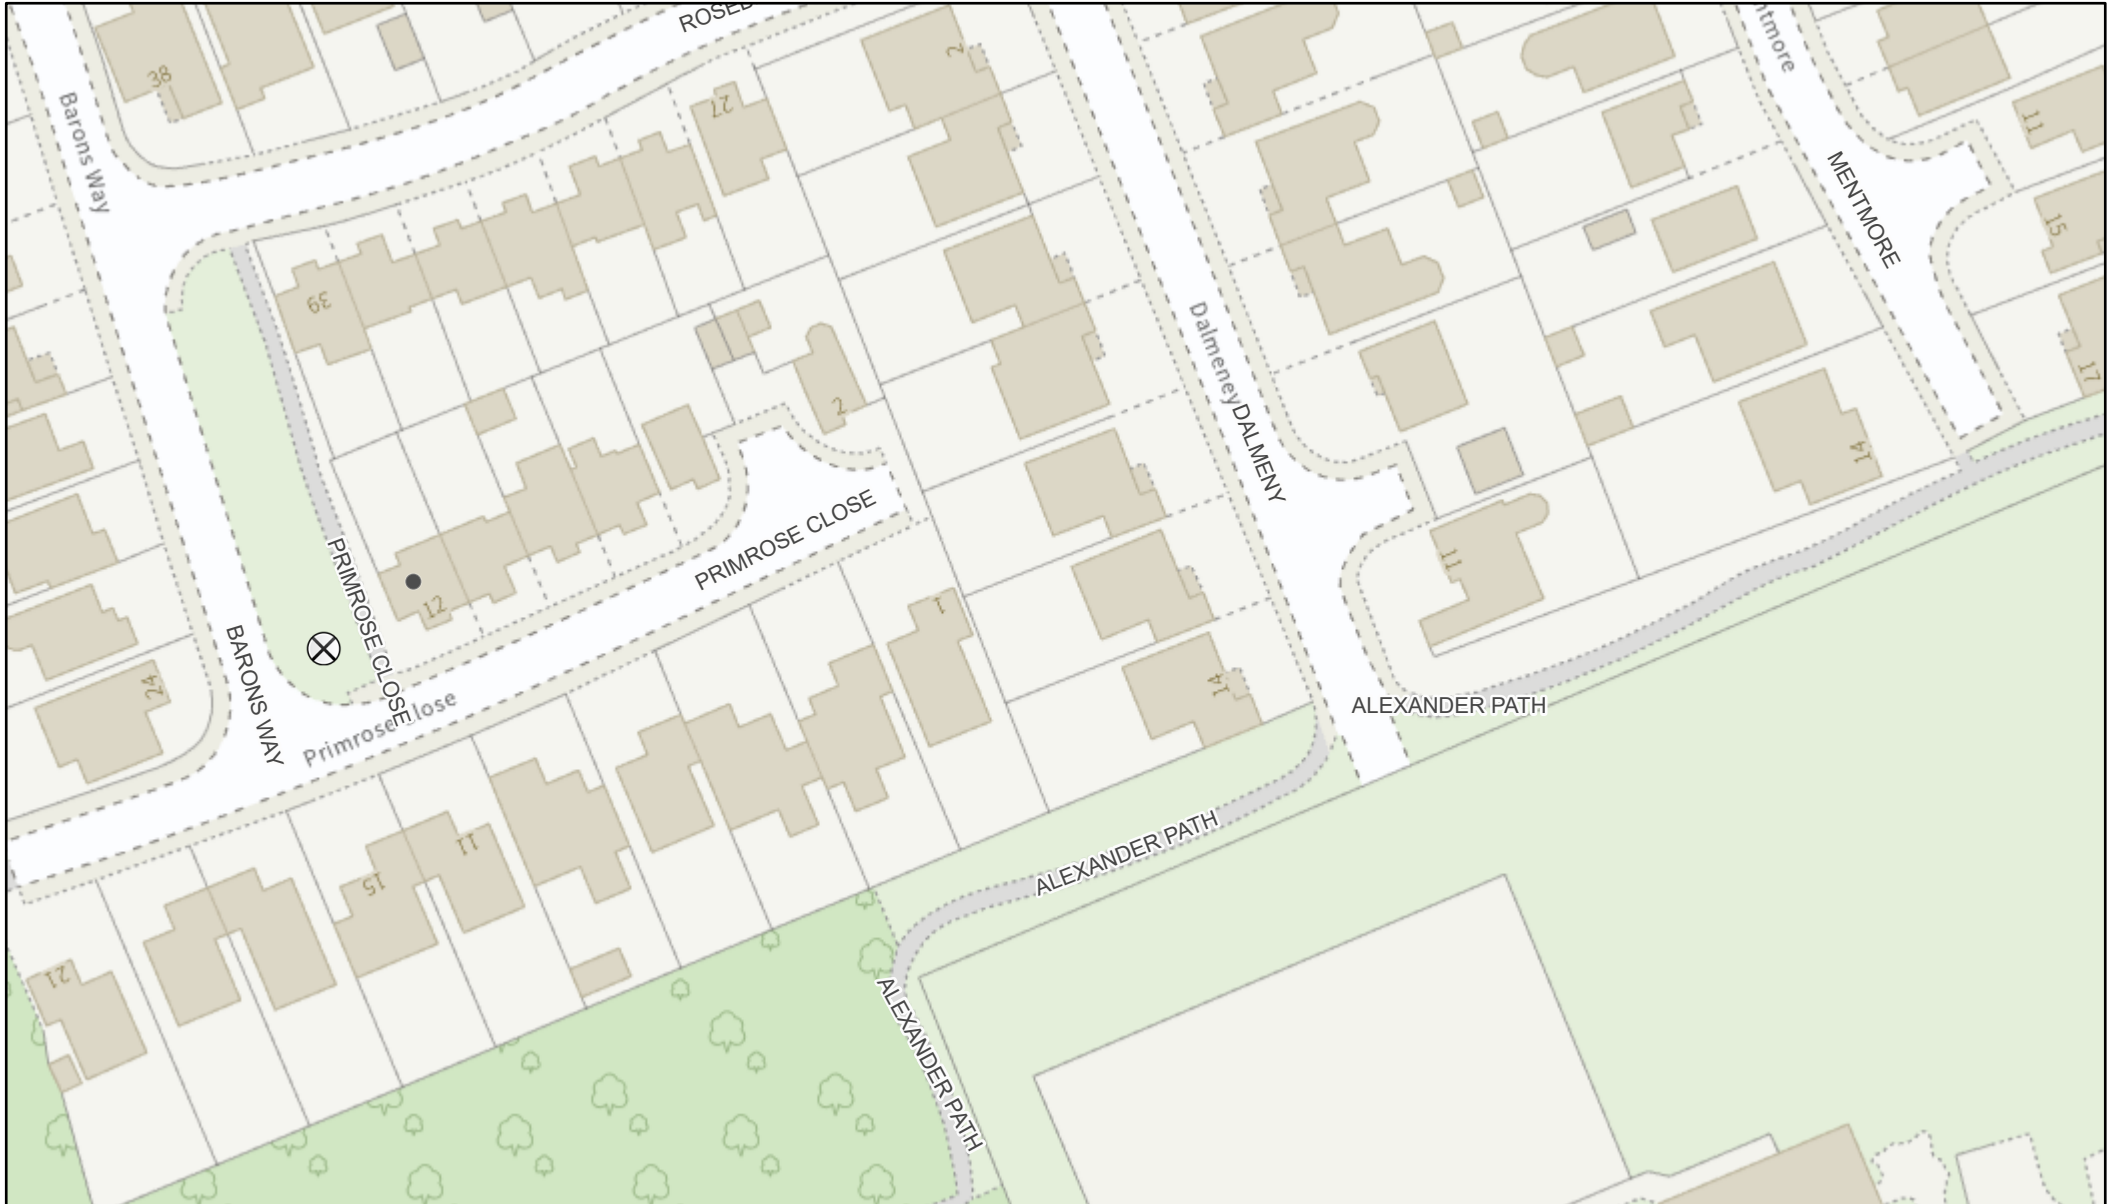 ROSEB
38
27
2
Barons Way
ntmore
11
MENTMORE
15
39
Dalmeney
DALMENY
2
17
14
PRIMROSE CLOSE
PRIMROSE CLOSE
11
12
1
BARONS WAY
24
Primrose Close
14
ALEXANDER PATH
ALEXANDER PATH
11
15
21
ALEXANDER PATH